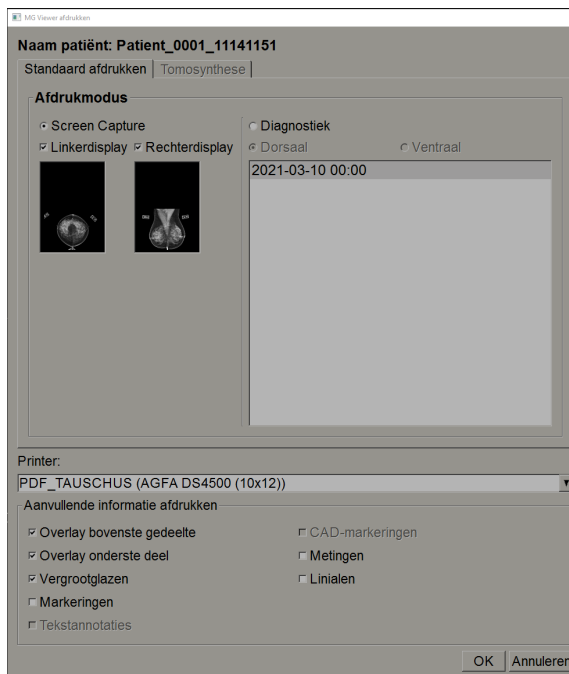 MG Viewer afdrukken
Naam patiënt: Patient_0001_11141151
Standaard afdrukken Tomosynthese
Afdrukmodus
Screen Capture
Linkerdisplay Rechterdisplay
Diagnostiek
Dorsaal Ventraal
2021-03-10 00:00
Printer:
PDF_TAUSCHUS (AGFA DS4500 (10x12))
Aanvullende informatie afdrukken
Overlay bovenste gedeelte
Overlay onderste deel
Vergrootglazen
Markeringen
Tekstannotaties
CAD-markeringen
Metingen
Linialen
OK Annuleren